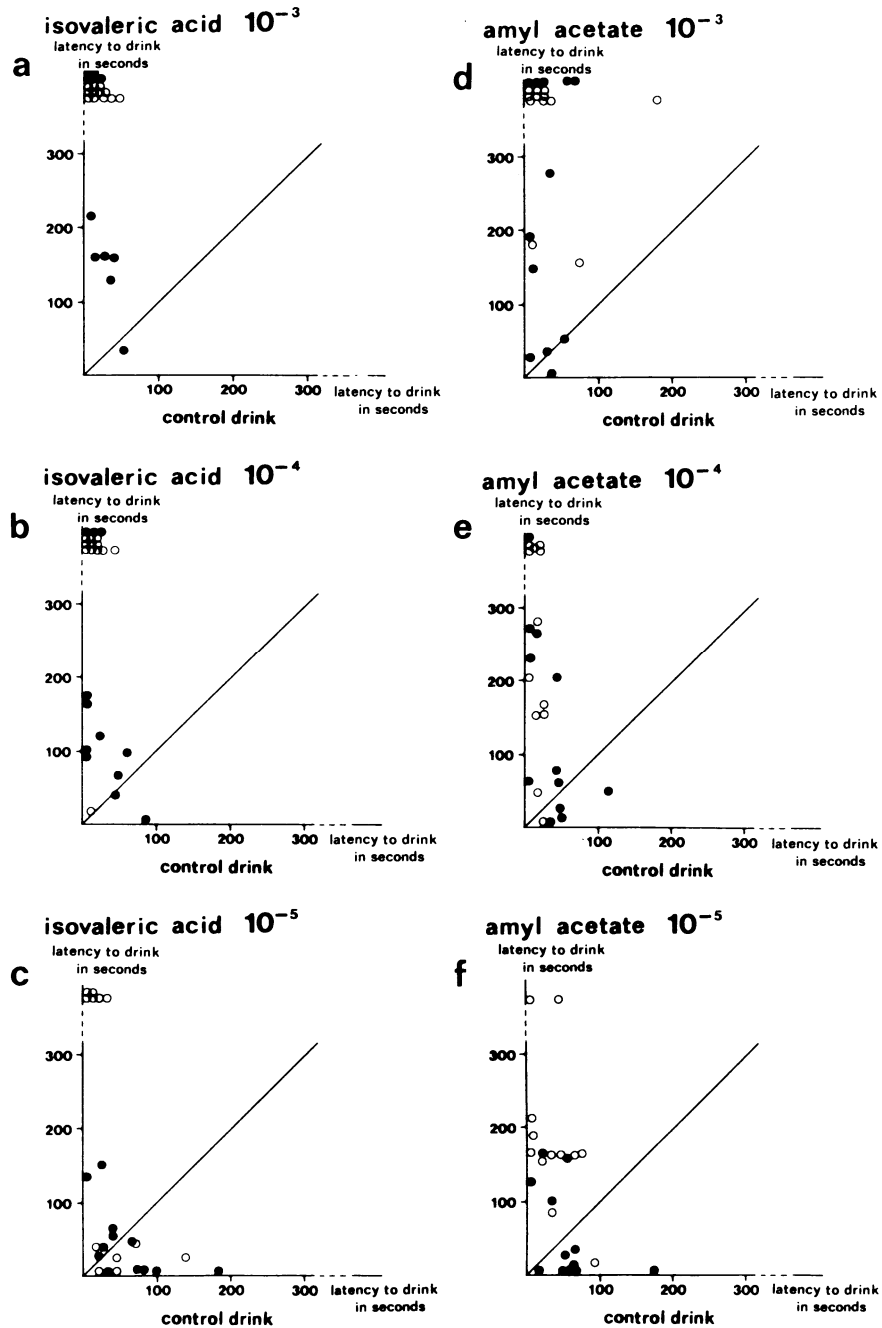 isovaleric acid 10⁻³
latency to drink
in seconds
a
300
200
100
100 200 300 latency to drink
in seconds
control drink
amyl acetate 10⁻³
latency to drink
in seconds
d
300
200
100
100 200 300 latency to drink
in seconds
control drink
isovaleric acid 10⁻⁴
latency to drink
in seconds
b
300
200
100
100 200 300 latency to drink
in seconds
control drink
amyl acetate 10⁻⁴
latency to drink
in seconds
e
300
200
100
100 200 300 latency to drink
in seconds
control drink
isovaleric acid 10⁻⁵
latency to drink
in seconds
c
300
200
100
100 200 300 latency to drink
in seconds
control drink
amyl acetate 10⁻⁵
latency to drink
in seconds
f
300
200
100
100 200 300 latency to drink
in seconds
control drink